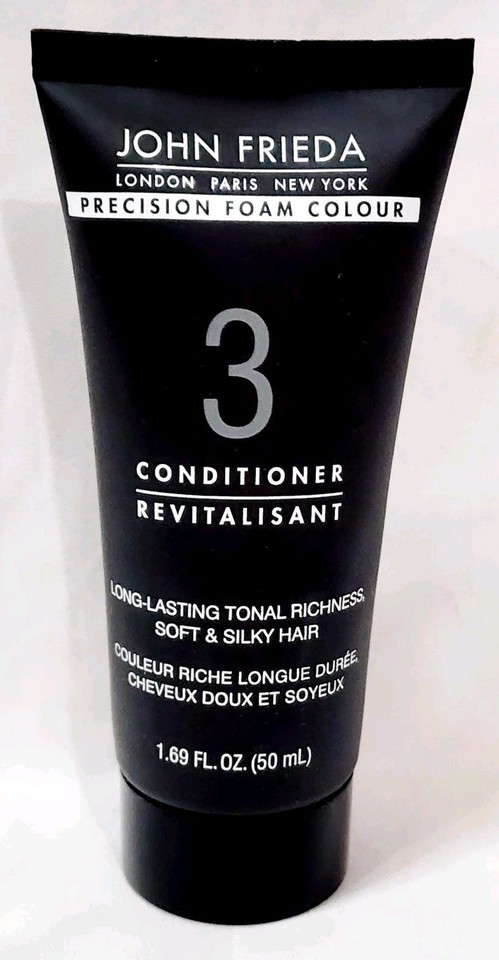 JOHN FRIEDA
LONDON PARIS NEW YORK
PRECISION FOAM COLOUR
3
CONDITIONER
REVITALISANT
LONG-LASTING TONAL RICHNESS,
SOFT & SILKY HAIR
COULEUR RICHE LONGUE DURÉE,
CHEVEUX DOUX ET SOYEUX
1.69 FL. OZ. (50 mL)